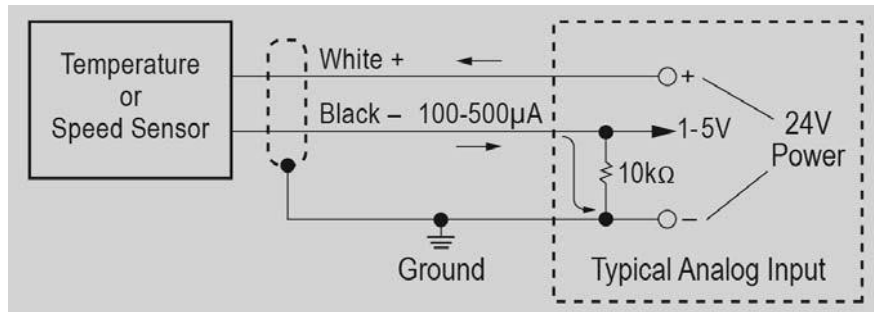 Temperature
or
Speed Sensor
White +
Black – 100-500µA
+
1-5V
24V
Power
10kΩ
–
Ground
Typical Analog Input